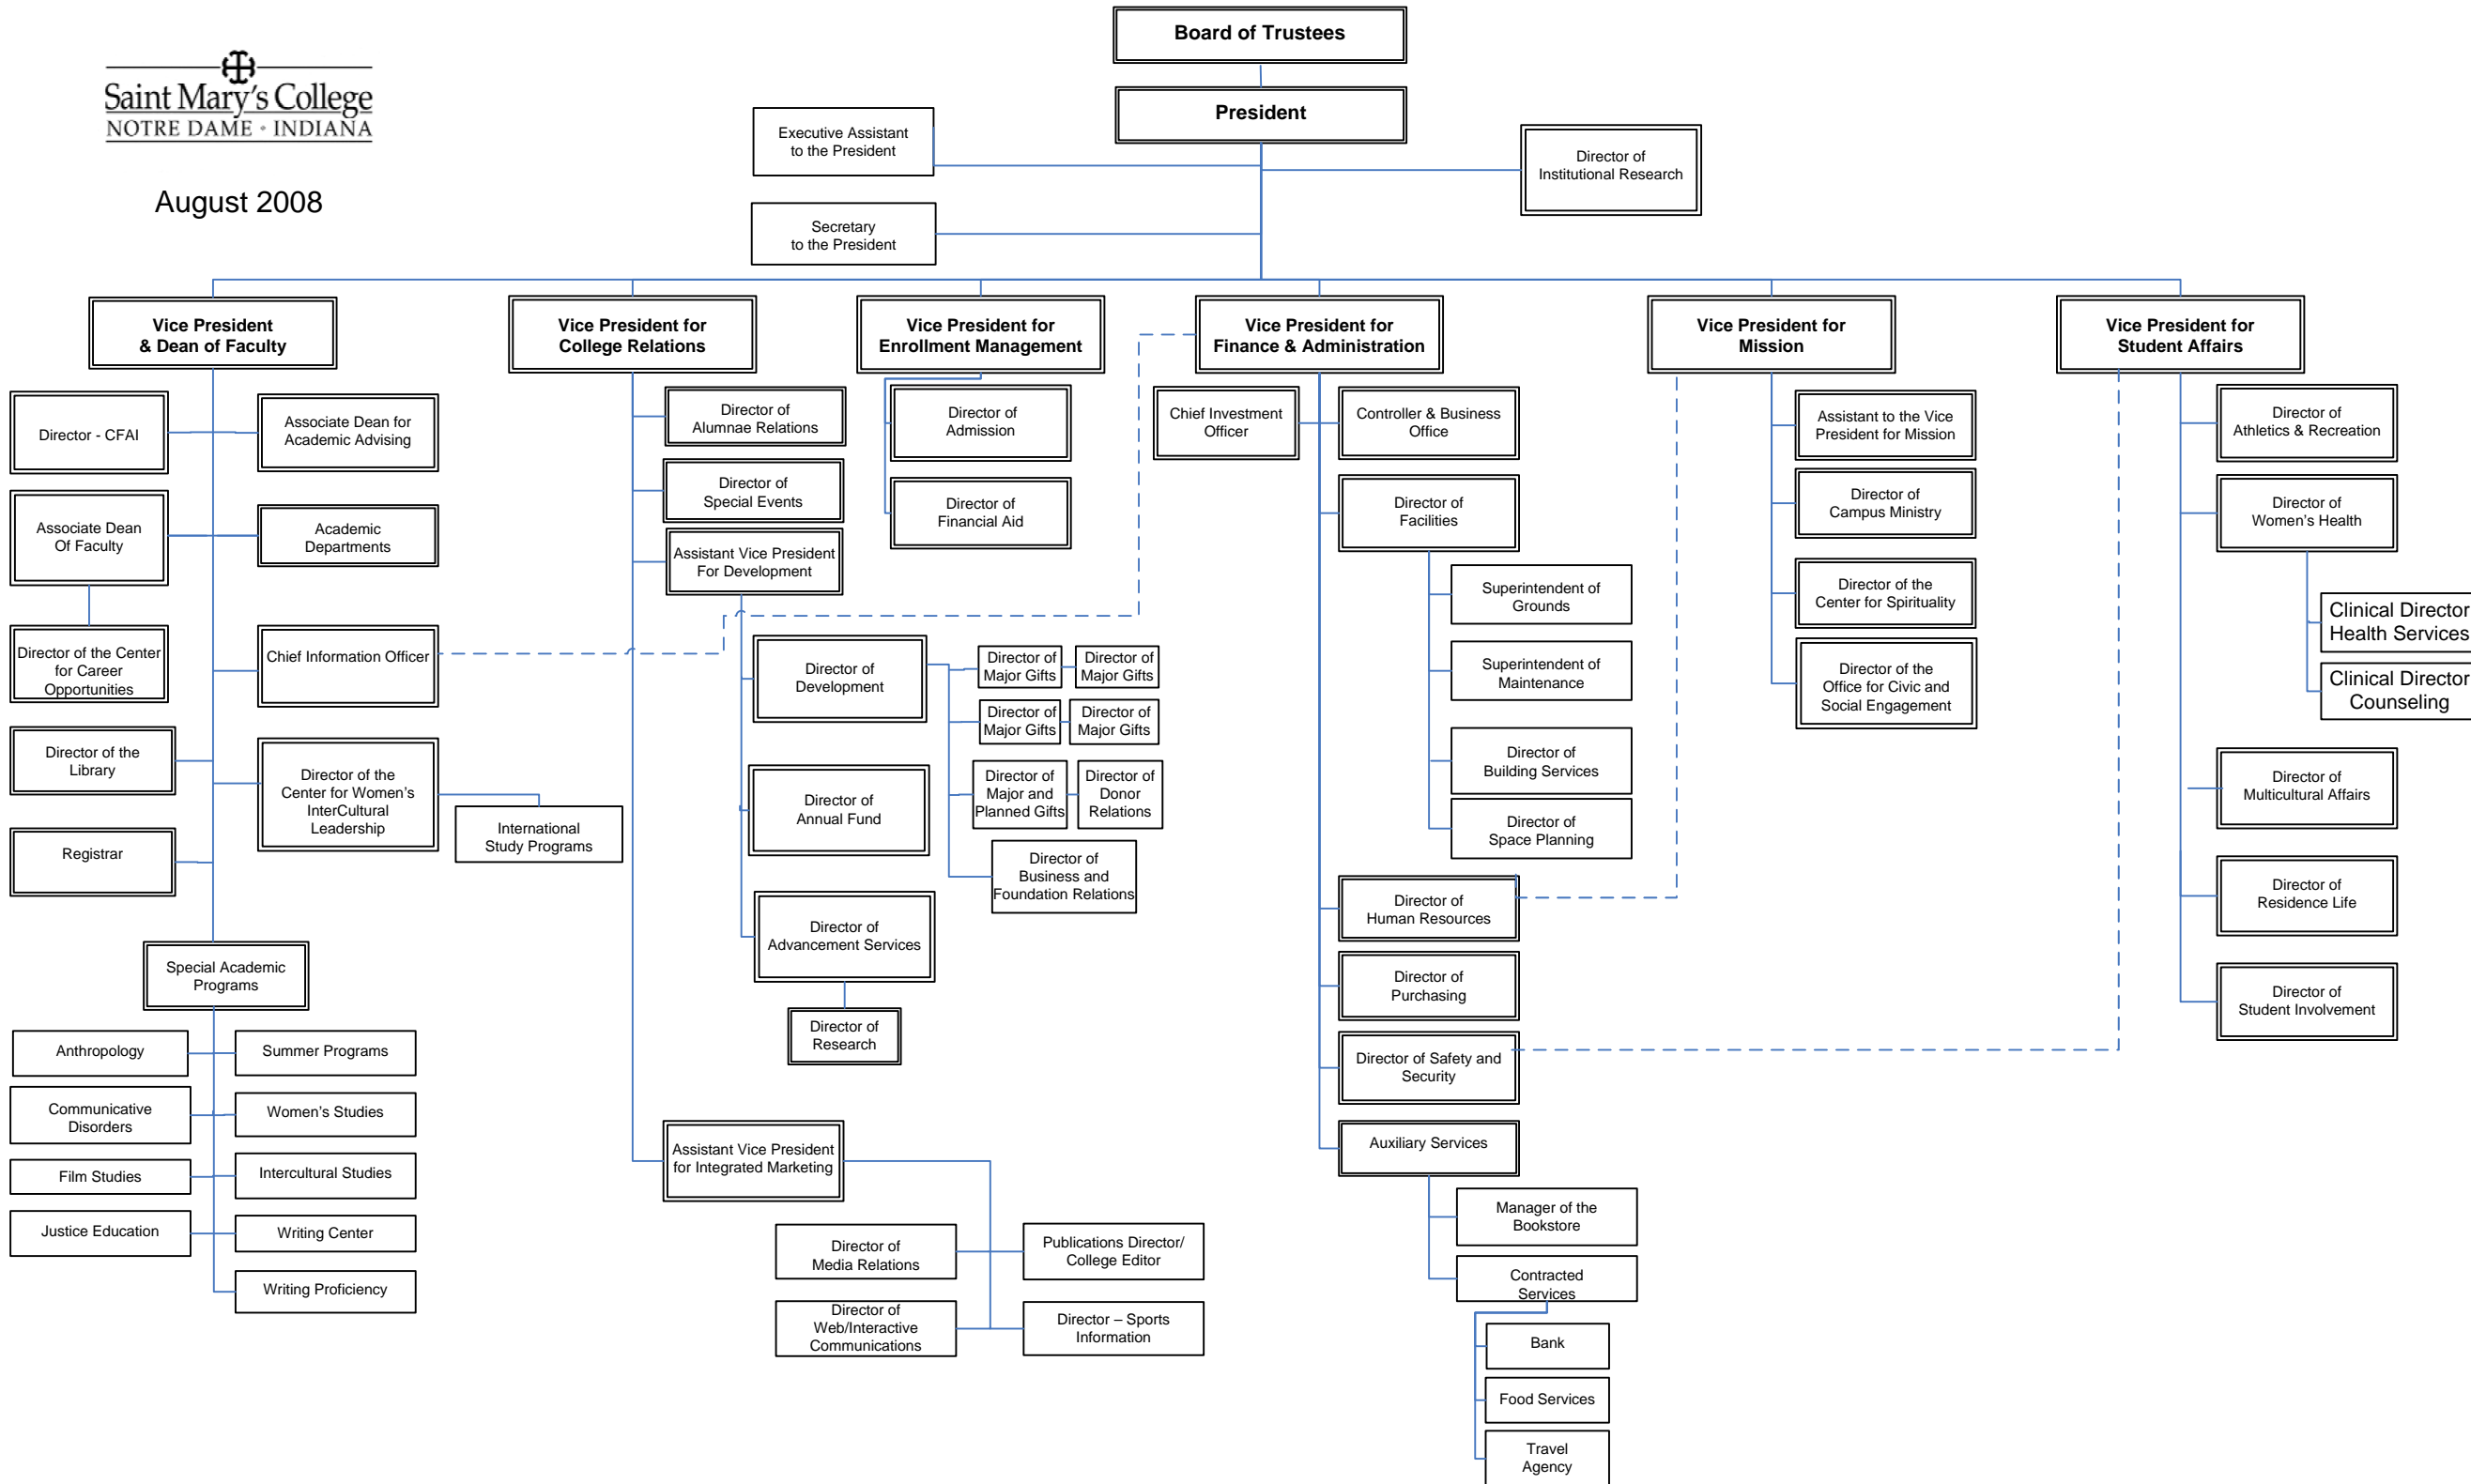 Board of Trustees
Saint Mary's College
NOTRE DAME • INDIANA
August 2008
President
Executive Assistant
to the President
Director of
Institutional Research
Secretary
to the President
Vice President
& Dean of Faculty
Vice President for
College Relations
Vice President for
Enrollment Management
Vice President for
Finance & Administration
Vice President for
Mission
Vice President for
Student Affairs
Director - CFAI
Associate Dean for
Academic Advising
Associate Dean
Of Faculty
Academic
Departments
Director of the Center
for Career
Opportunities
Chief Information Officer
Director of the
Library
Director of the
Center for Women's
InterCultural
Leadership
International
Study Programs
Registrar
Special Academic
Programs
Anthropology
Summer Programs
Communicative
Disorders
Women's Studies
Film Studies
Intercultural Studies
Justice Education
Writing Center
Writing Proficiency
Director of
Alumnae Relations
Director of
Special Events
Assistant Vice President
For Development
Director of
Development
Director of
Major Gifts
Director of
Major Gifts
Director of
Major Gifts
Director of
Major Gifts
Director of
Major and
Planned Gifts
Director of
Donor
Relations
Director of
Business and
Foundation Relations
Director of
Annual Fund
Director of
Advancement Services
Director of
Research
Assistant Vice President
for Integrated Marketing
Director of
Media Relations
Publications Director/
College Editor
Director of
Web/Interactive
Communications
Director – Sports
Information
Director of
Admission
Director of
Financial Aid
Chief Investment
Officer
Controller & Business
Office
Director of
Facilities
Superintendent of
Grounds
Superintendent of
Maintenance
Director of
Building Services
Director of
Space Planning
Director of
Human Resources
Director of
Purchasing
Director of Safety and
Security
Auxiliary Services
Manager of the
Bookstore
Contracted
Services
Bank
Food Services
Travel
Agency
Assistant to the Vice
President for Mission
Director of
Campus Ministry
Director of the
Center for Spirituality
Director of the
Office for Civic and
Social Engagement
Director of
Athletics & Recreation
Director of
Women's Health
Clinical Director
Health Services
Clinical Director
Counseling
Director of
Multicultural Affairs
Director of
Residence Life
Director of
Student Involvement